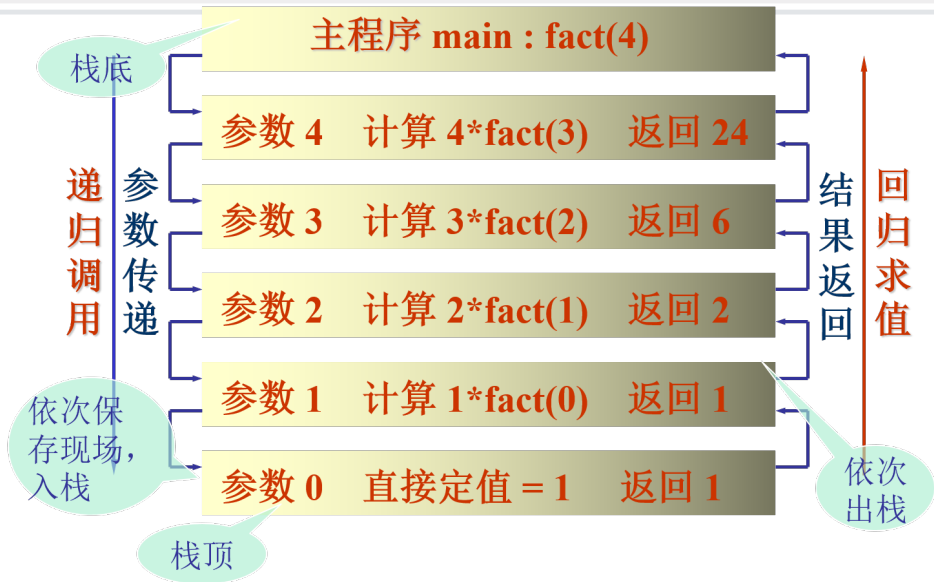 主程序 main : fact(4)
栈底
参数 4 计算 4*fact(3) 返回 24
参数 3 计算 3*fact(2) 返回 6
参数 2 计算 2*fact(1) 返回 2
参数 1 计算 1*fact(0) 返回 1
参数 0 直接定值 = 1 返回 1
递归调用
参数传递
结果返回
回归求值
依次保
存现场，
入栈
依次
出栈
栈顶